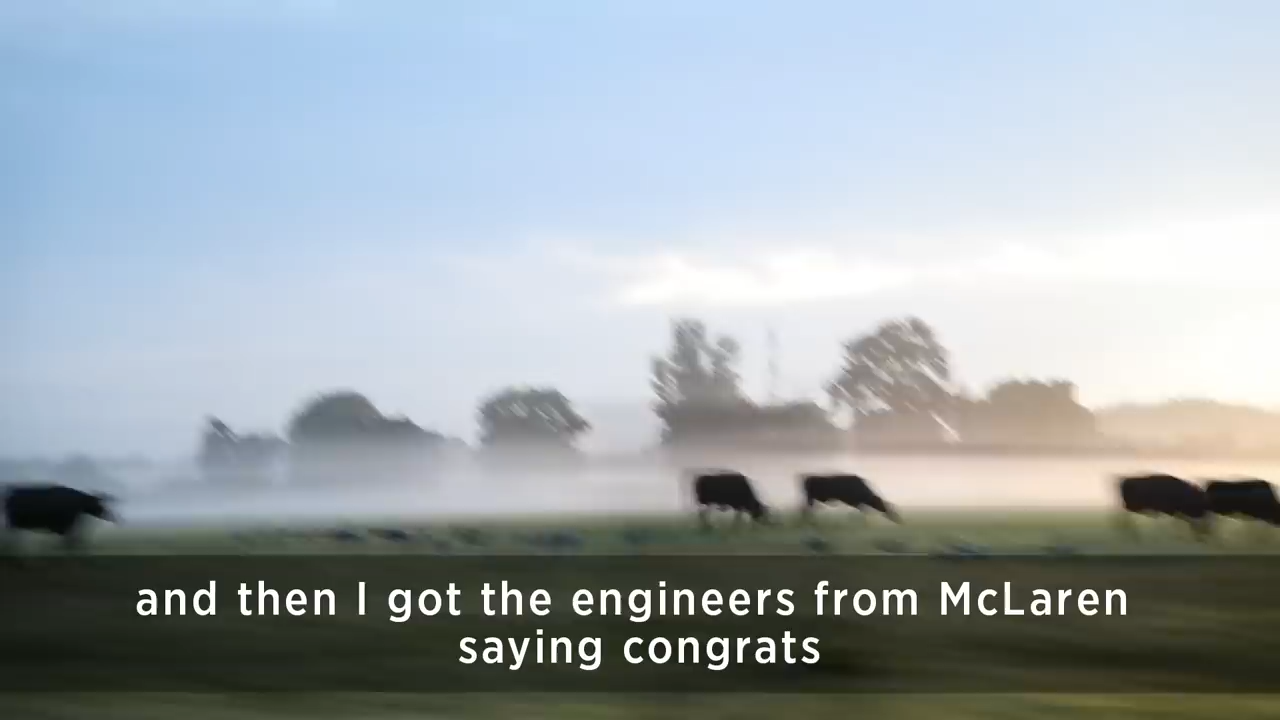 and then I got the engineers from McLaren
saying congrats